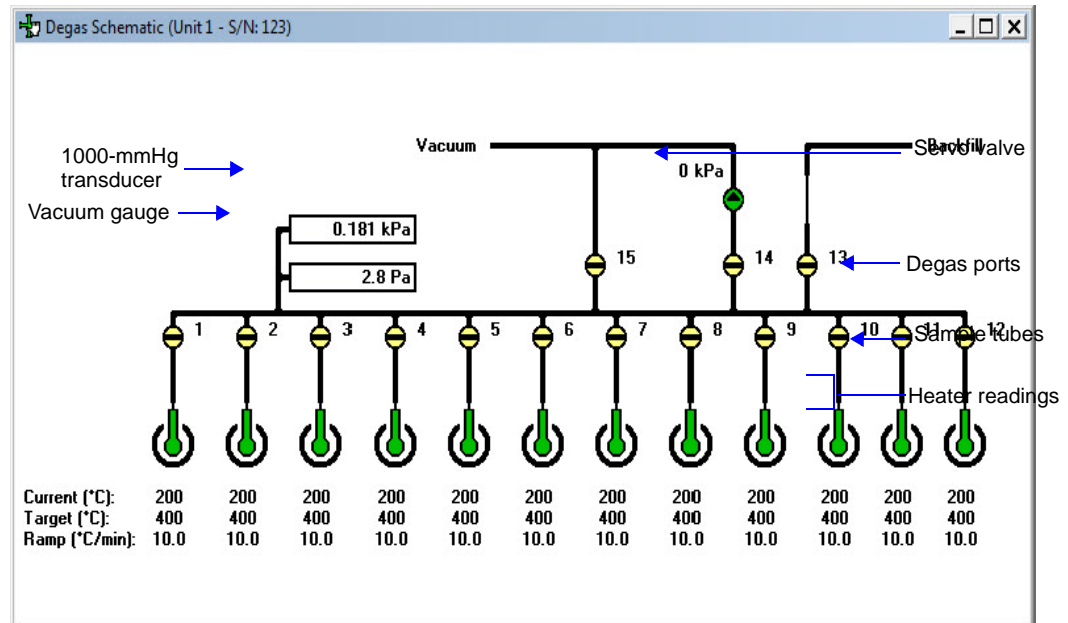 Degas Schematic (Unit 1 - S/N: 123)
Vacuum
Backfill
Servo valve
1000-mmHg
transducer
0 kPa
Vacuum gauge
0.181 kPa
15
14
13
Degas ports
2.8 Pa
1 2 3 4 5 6 7 8 9 10 11 12
Sample tubes
Heater readings
Current (°C): 200 200 200 200 200 200 200 200 200 200 200 200
Target (°C): 400 400 400 400 400 400 400 400 400 400 400 400
Ramp (°C/min): 10.0 10.0 10.0 10.0 10.0 10.0 10.0 10.0 10.0 10.0 10.0 10.0